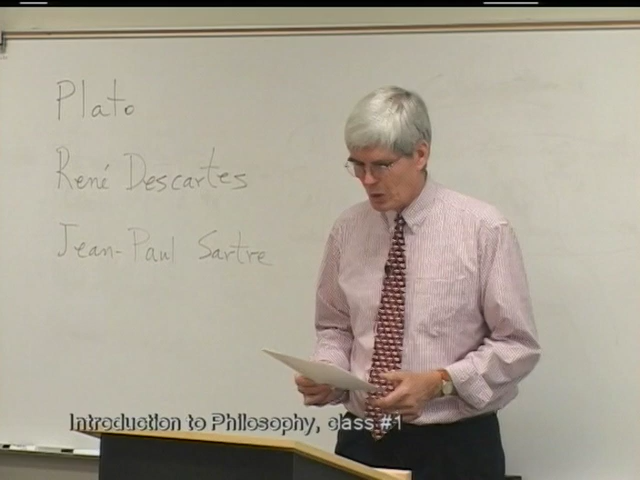 Plato
René Descartes
Jean-Paul Sartre
Introduction to Philosophy, class #1